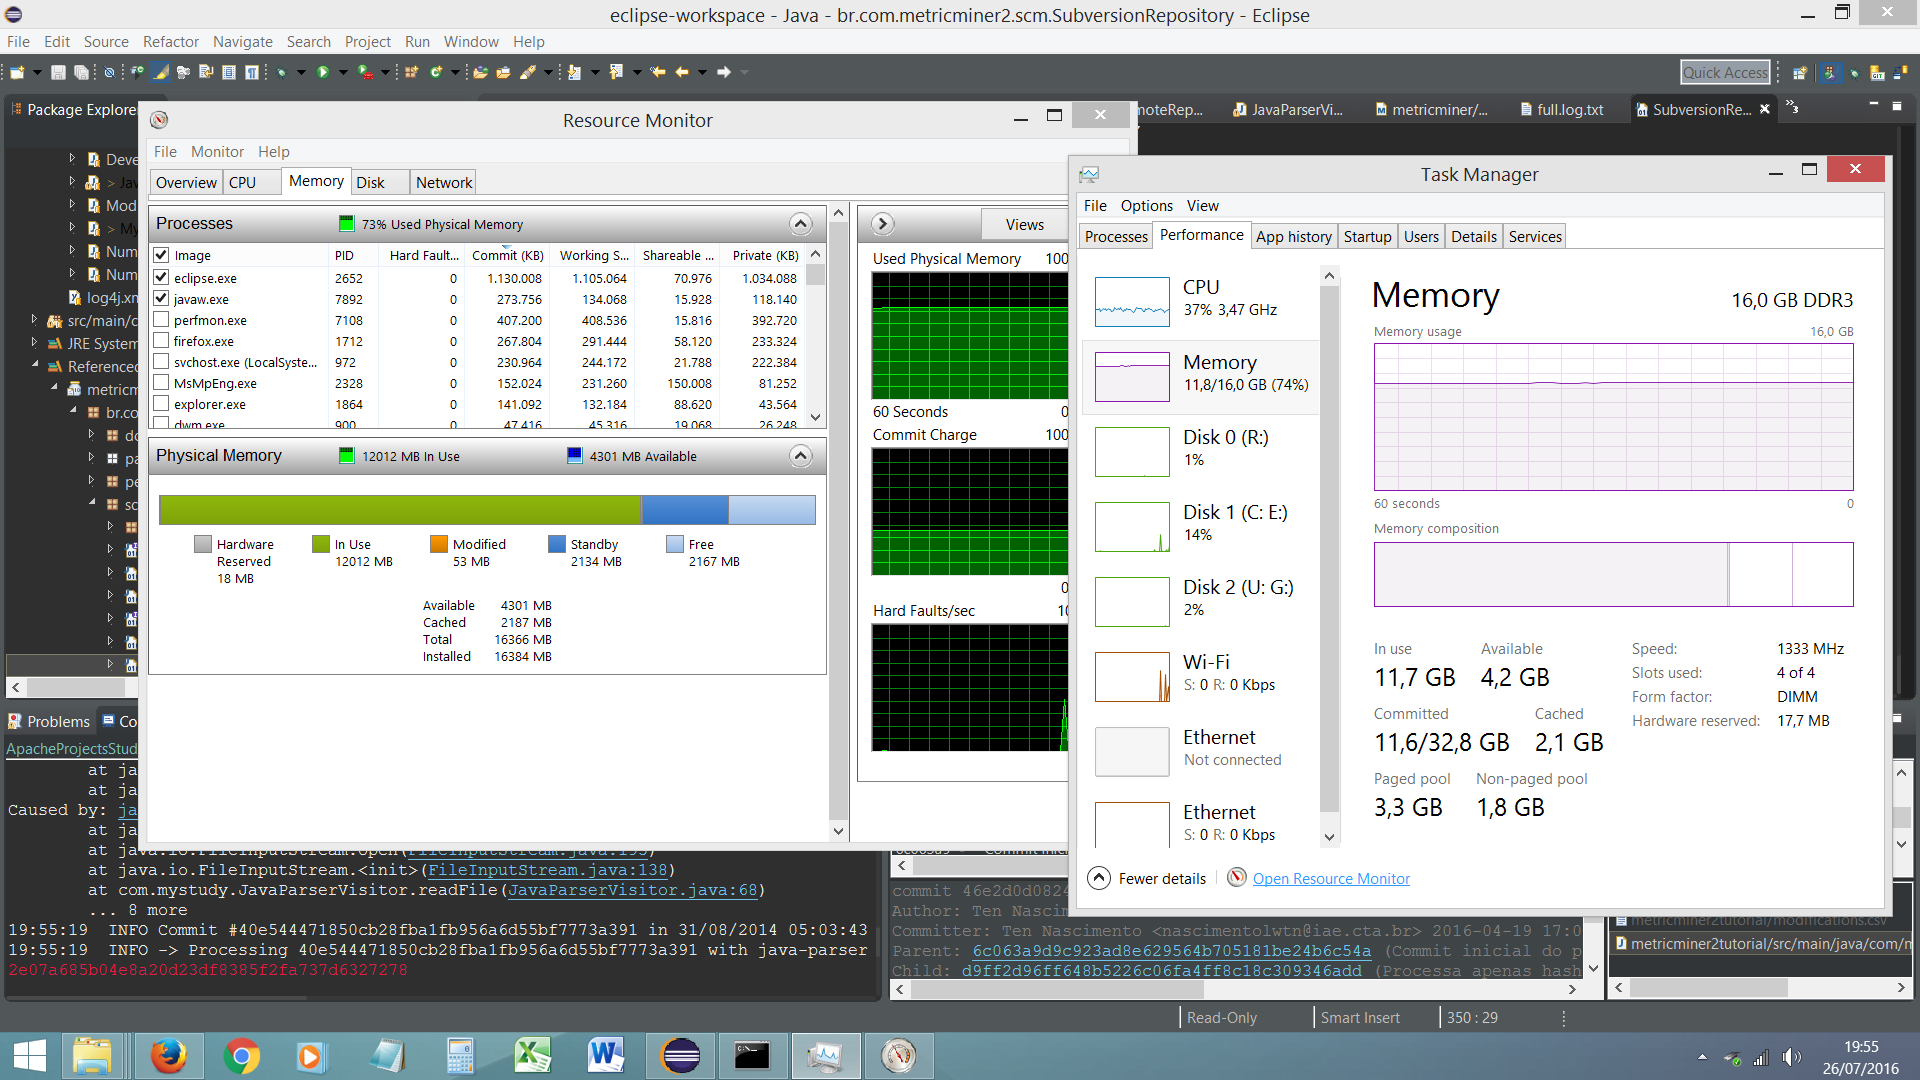 eclipse-workspace - Java - br.com.metricminer2.scm.SubversionRepository - Eclipse
File Edit Source Refactor Navigate Search Project Run Window Help
Quick Access
Package Explore
moteRep... JavaParserVi... metricminer/... full.log.txt SubversionRe... 3
Deve
> Jav
Mod
> My
Num
Num
log4j.xm
src/main/c
JRE System
Referenced
metricm
br.co
do
pa
pe
sc
Resource Monitor
File Monitor Help
Overview CPU Memory Disk Network
Processes 73% Used Physical Memory
Image PID Hard Fault... Commit (KB) Working S... Shareable ... Private (KB)
eclipse.exe 2652 0 1.130.008 1.105.064 70.976 1.034.088
javaw.exe 7892 0 273.756 134.068 15.928 118.140
perfmon.exe 7108 0 407.200 408.536 15.816 392.720
firefox.exe 1712 0 267.804 291.444 58.120 233.324
svchost.exe (LocalSyste... 972 0 230.964 244.172 21.788 222.384
MsMpEng.exe 2328 0 152.024 231.260 150.008 81.252
explorer.exe 1864 0 141.092 132.184 88.620 43.564
dwm.exe 900 0 47.416 45.316 19.068 26.248
Physical Memory 12012 MB In Use 4301 MB Available
Hardware Reserved 18 MB
In Use 12012 MB
Modified 53 MB
Standby 2134 MB
Free 2167 MB
Available 4301 MB
Cached 2187 MB
Total 16366 MB
Installed 16384 MB
Views
Used Physical Memory 100
60 Seconds 0
Commit Charge 100
0
Hard Faults/sec 10
Task Manager
File Options View
Processes Performance App history Startup Users Details Services
CPU
37% 3,47 GHz
Memory
11,8/16,0 GB (74%)
Disk 0 (R:)
1%
Disk 1 (C: E:)
14%
Disk 2 (U: G:)
2%
Wi-Fi
S: 0 R: 0 Kbps
Ethernet
Not connected
Ethernet
S: 0 R: 0 Kbps
Memory 16,0 GB DDR3
Memory usage 16,0 GB
60 seconds 0
Memory composition
In use Available
11,7 GB 4,2 GB
Committed Cached
11,6/32,8 GB 2,1 GB
Paged pool Non-paged pool
3,3 GB 1,8 GB
Speed: 1333 MHz
Slots used: 4 of 4
Form factor: DIMM
Hardware reserved: 17,7 MB
Fewer details Open Resource Monitor
Problems Co
ApacheProjectsStud
at ja
at ja
Caused by: ja
at ja
at java.io.FileInputStream.open(FileInputStream.java:195)
at java.io.FileInputStream.<init>(FileInputStream.java:138)
at com.mystudy.JavaParserVisitor.readFile(JavaParserVisitor.java:68)
... 8 more
19:55:19 INFO Commit #40e544471850cb28fba1fb956a6d55bf7773a391 in 31/08/2014 05:03:43
19:55:19 INFO -> Processing 40e544471850cb28fba1fb956a6d55bf7773a391 with java-parser
2e07a685b04e8a20d23df8385f2fa737d6327278
commit 46e2d0d0824
Author: Ten Nascim
Committer: Ten Nascimento <nascimentolwtn@iae.cta.br> 2016-04-19 17:0
Parent: 6c063a9d9c923ad8e629564b705181be24b6c54a (Commit inicial do p
Child: d9ff2d96ff648b5226c06fa4ff8c18c309346add (Processa apenas hash
metricminer2tutorial/modifications.csv
metricminer2tutorial/src/main/java/com/m
Read-Only Smart Insert 350 : 29
19:55
26/07/2016